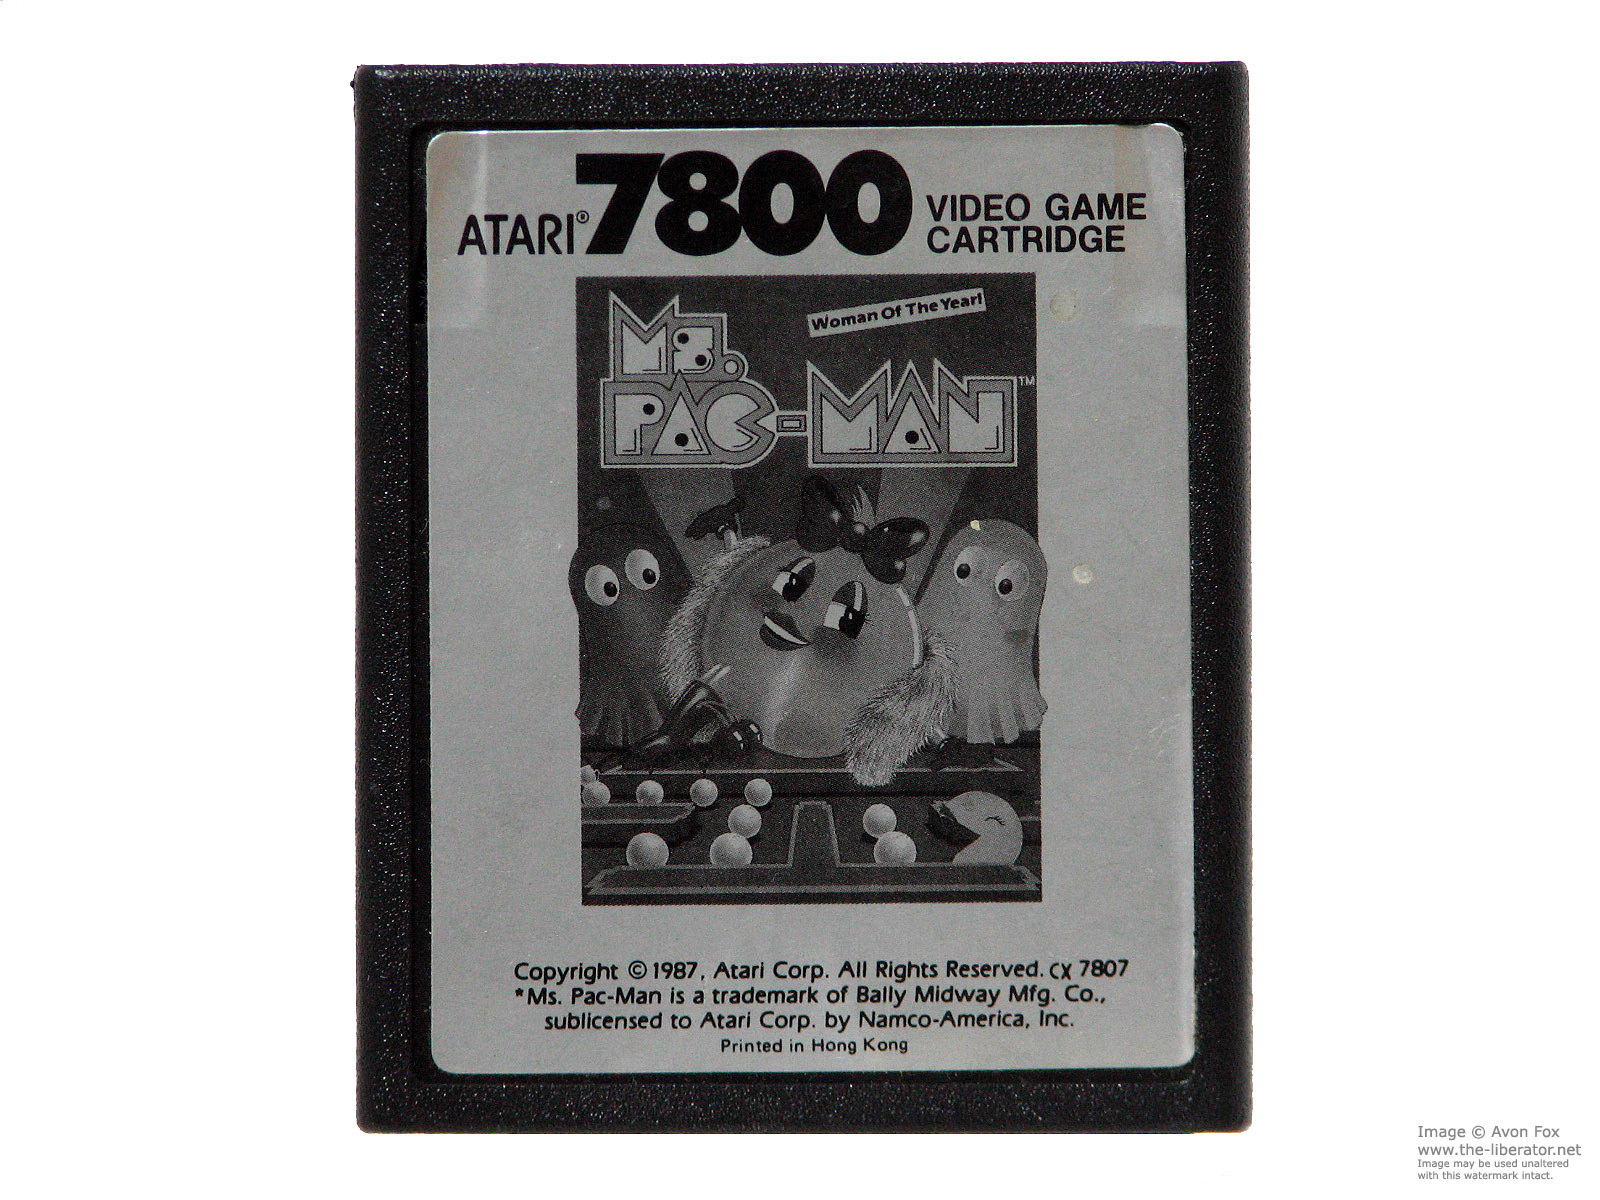 ATARI® 7800 VIDEO GAME
CARTRIDGE
Woman Of The Year!
Ms.
PAC-MAN™
Copyright © 1987, Atari Corp. All Rights Reserved. CX 7807
*Ms. Pac-Man is a trademark of Bally Midway Mfg. Co.,
sublicensed to Atari Corp. by Namco-America, Inc.
Printed in Hong Kong
Image © Avon Fox
www.the-liberator.net
Image may be used unaltered
with this watermark intact.